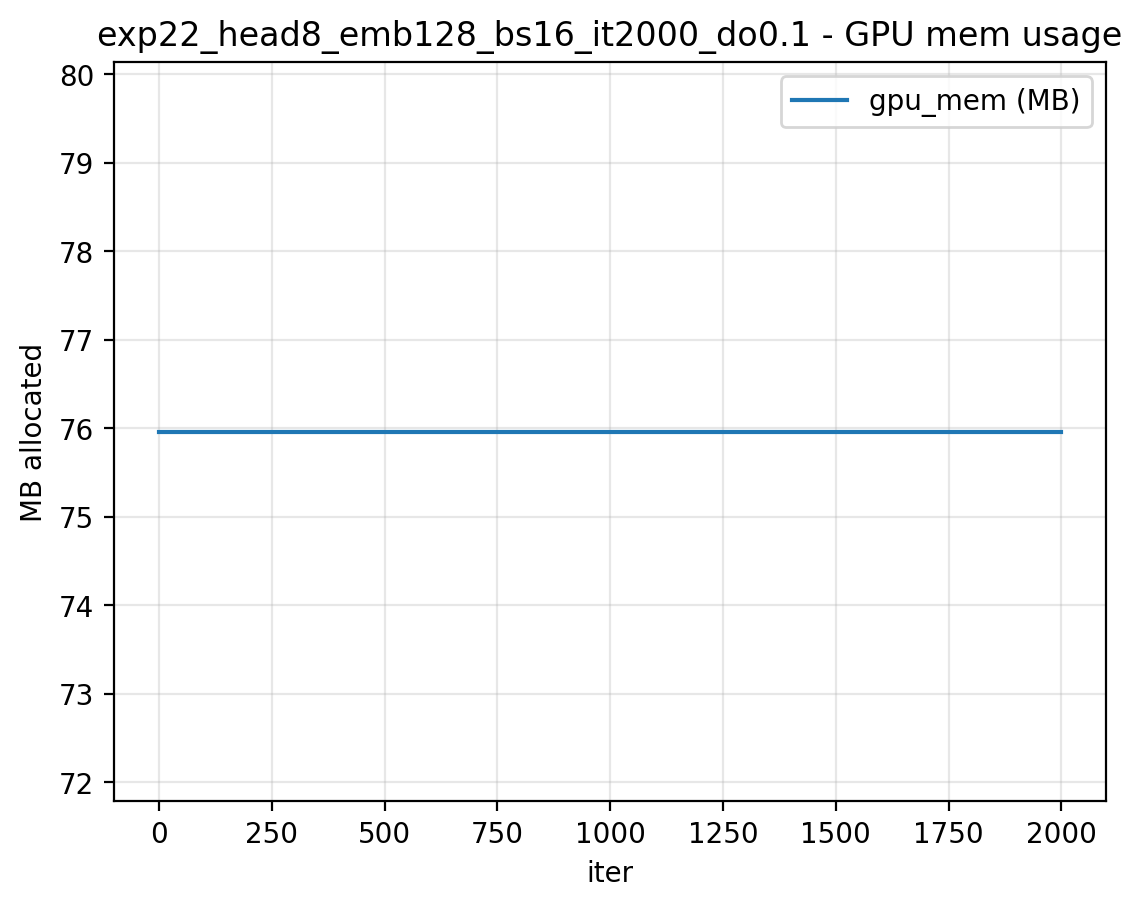 exp22_head8_emb128_bs16_it2000_do0.1 - GPU mem usage
gpu_mem (MB)
MB allocated
80
79
78
77
76
75
74
73
72
0 250 500 750 1000 1250 1500 1750 2000
iter